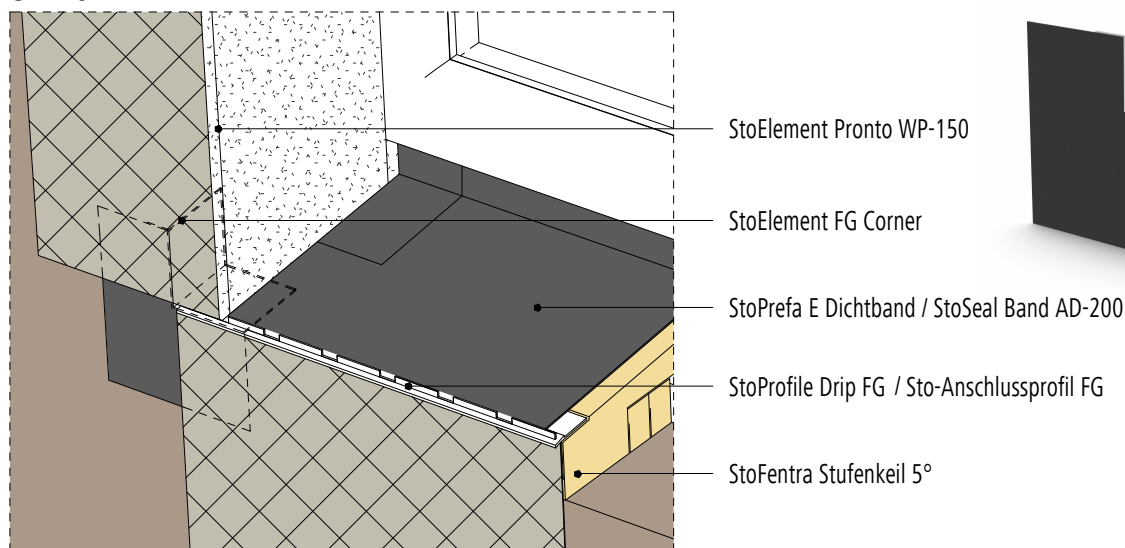 StoElement Pronto WP-150
StoElement FG Corner
StoPrefa E Dichtband / StoSeal Band AD-200
StoProfile Drip FG / Sto-Anschlussprofil FG
StoFentra Stufenkeil 5°